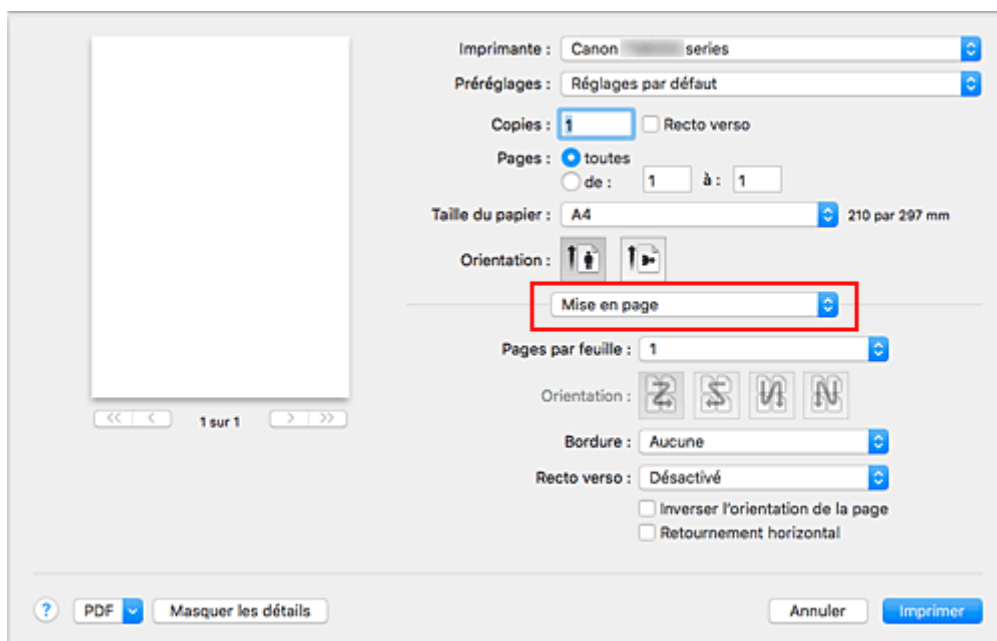 Imprimante : Canon series
Préréglages : Réglages par défaut
Copies : 1 Recto verso
Pages : toutes
de : 1 à : 1
Taille du papier : A4 210 par 297 mm
Orientation :
Mise en page
Pages par feuille : 1
Orientation :
Bordure : Aucune
Recto verso : Désactivé
Inverser l'orientation de la page
Retournement horizontal
<< < 1 sur 1 > >>
? PDF Masquer les détails Annuler Imprimer